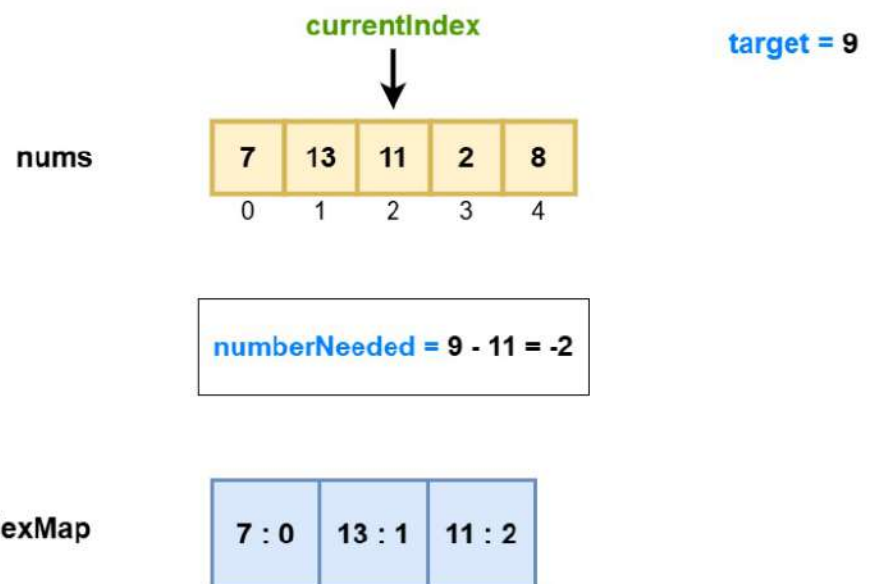 currentIndex
target = 9
nums
7 13 11 2 8
0 1 2 3 4
numberNeeded = 9 - 11 = -2
exMap
7 : 0 13 : 1 11 : 2